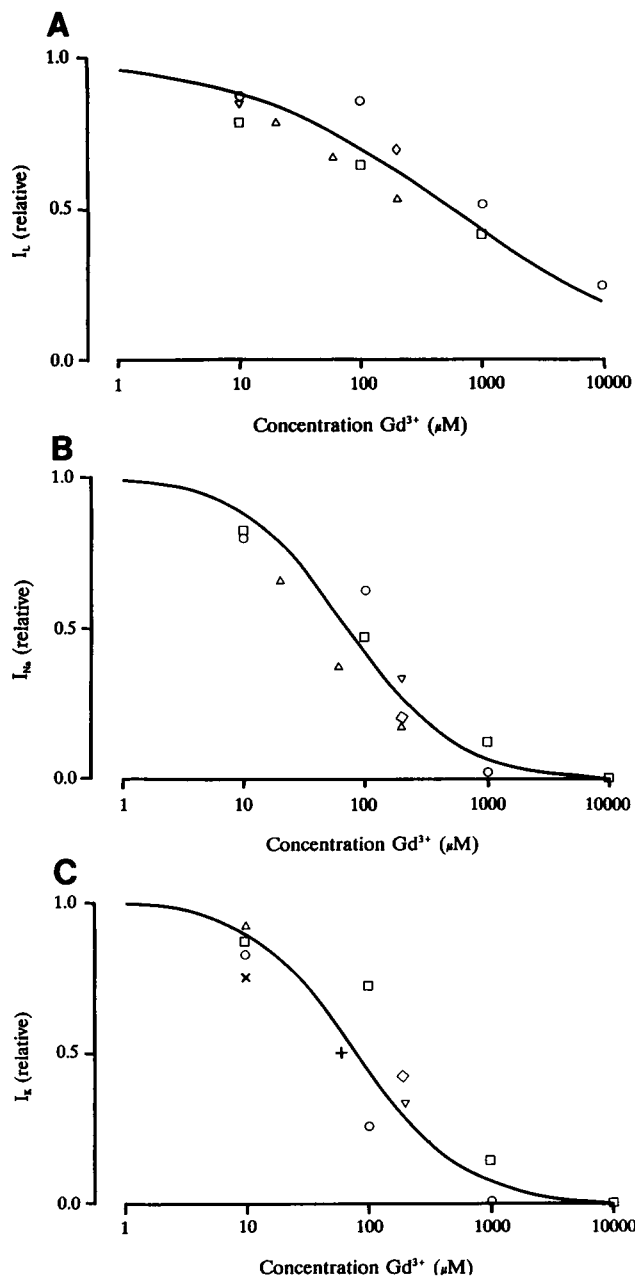 A
1.0
0.5
0.0
I_L (relative)
1 10 100 1000 10000
Concentration Gd³⁺ (μM)
B
1.0
0.5
0.0
I_Na (relative)
1 10 100 1000 10000
Concentration Gd³⁺ (μM)
C
1.0
0.5
0.0
I_K (relative)
1 10 100 1000 10000
Concentration Gd³⁺ (μM)